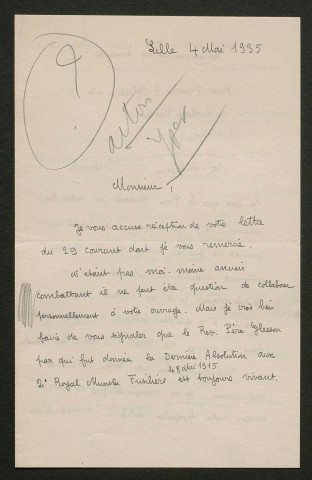 Lille 4 Mai 1935
?
Monsieur,
Je vous accuse réception de votre lettre
du 29 courant dont je vous remercie.
N'etant pas moi-même ancien
combattant il ne peut être question de collaborer
personnellement à votre ouvrage. Mais je crois bien
faire de vous signaler que le Rev. Père Gleeson
par qui fut donnée la Dernière Absolution aux
le 8 Mai 1915
2e Royal Munster Fusiliers est toujours vivant.